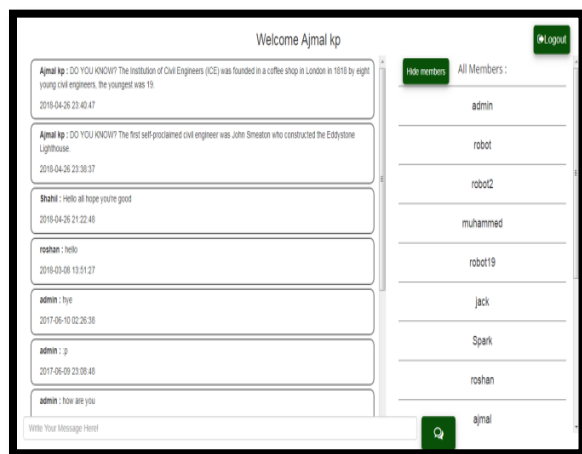 Welcome Ajmal kp
Logout
Ajmal kp : DO YOU KNOW? The Institution of Civil Engineers (ICE) was founded in a coffee shop in London in 1818 by eight
young civil engineers, the youngest was 19.
2018-04-26 23:40:47
Ajmal kp : DO YOU KNOW? The first self-proclaimed civil engineer was John Smeaton who constructed the Eddystone
Lighthouse.
2018-04-26 23:38:37
Shahil : Hello all hope you're good
2018-04-26 21:22:48
roshan : hello
2018-03-08 13:51:27
admin : hye
2017-06-10 02:26:38
admin : :p
2017-06-09 23:08:48
admin : how are you
Write Your Message Here!
Hide members
All Members :
admin
robot
robot2
muhammed
robot19
jack
Spark
roshan
ajmal